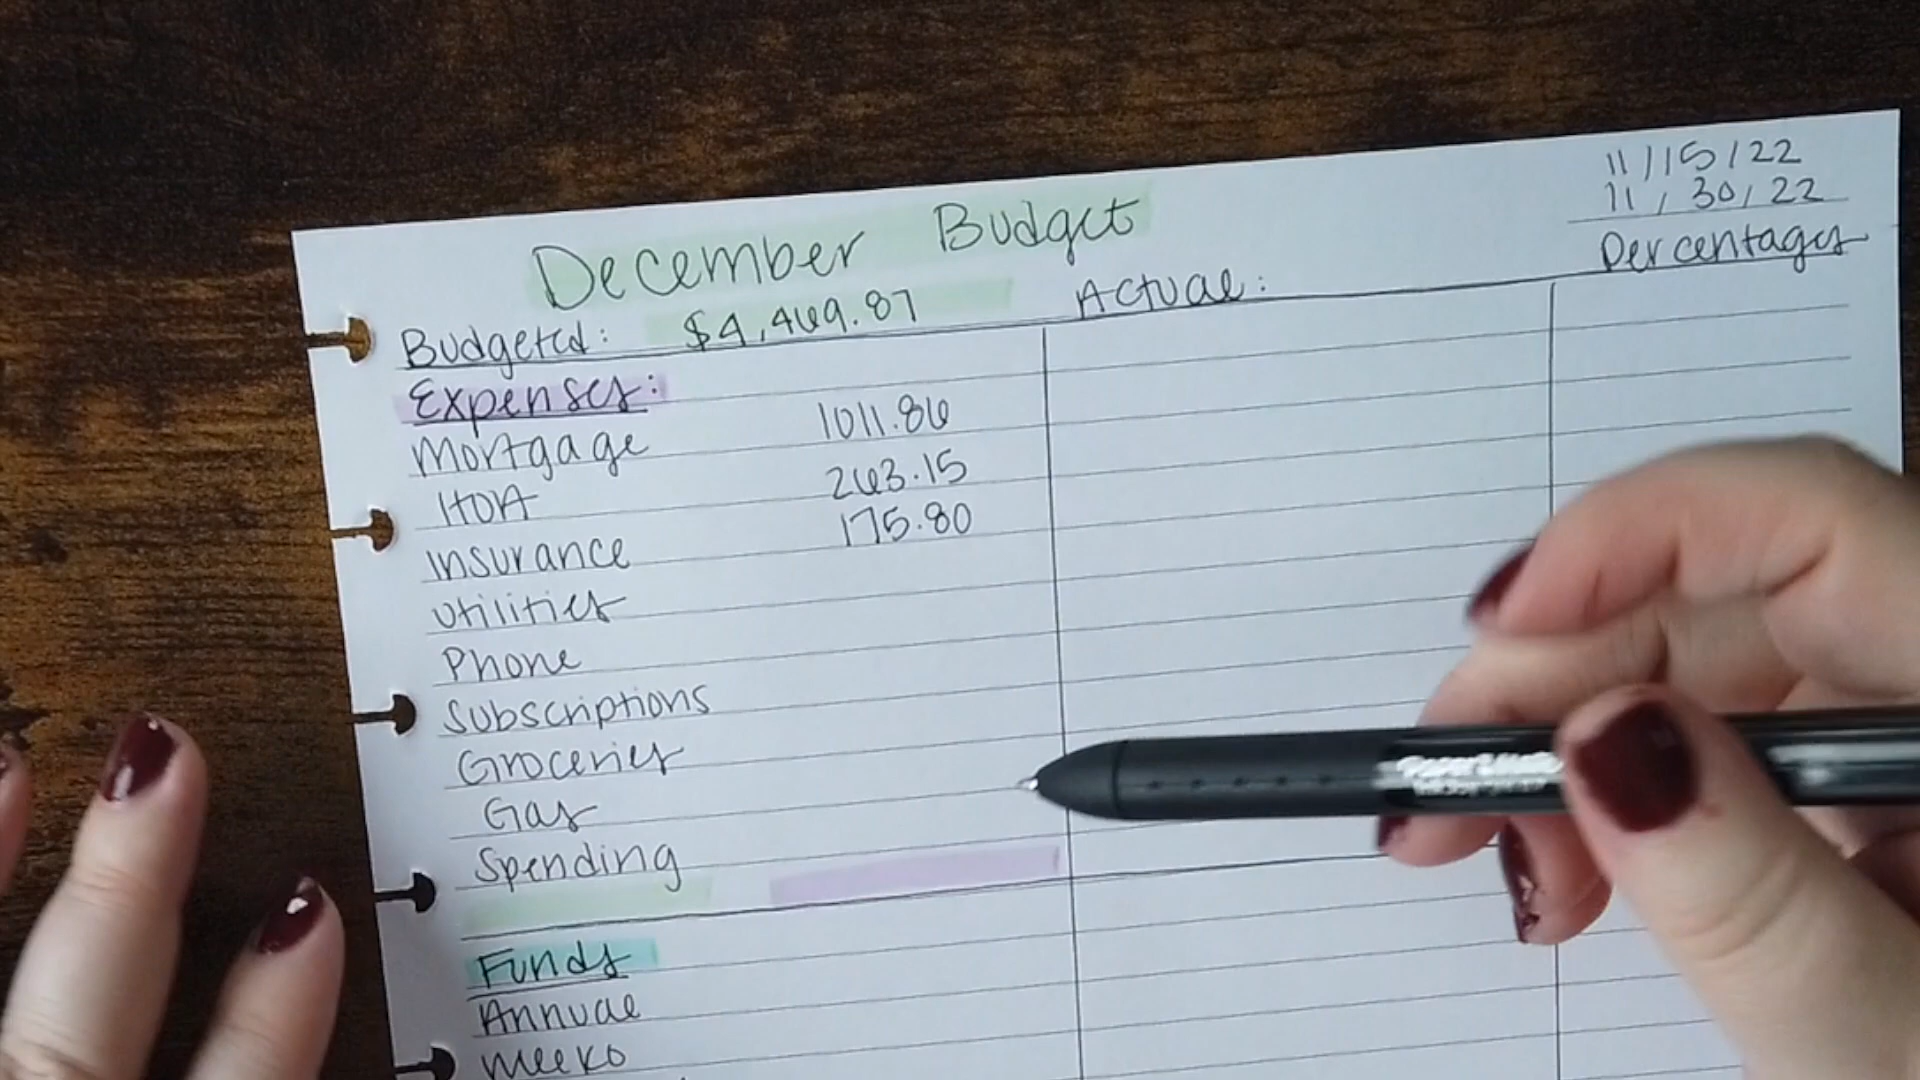 11/15/22
11/30/22
December Budget
Percentages
Budgeted: $4,469.87 Actual:
Expenses:
Mortgage 1011.86
HOA 263.15
Insurance 175.80
Utilities
Phone
Subscriptions
Groceries
Gas
Spending
Funds
Annual
Meeko